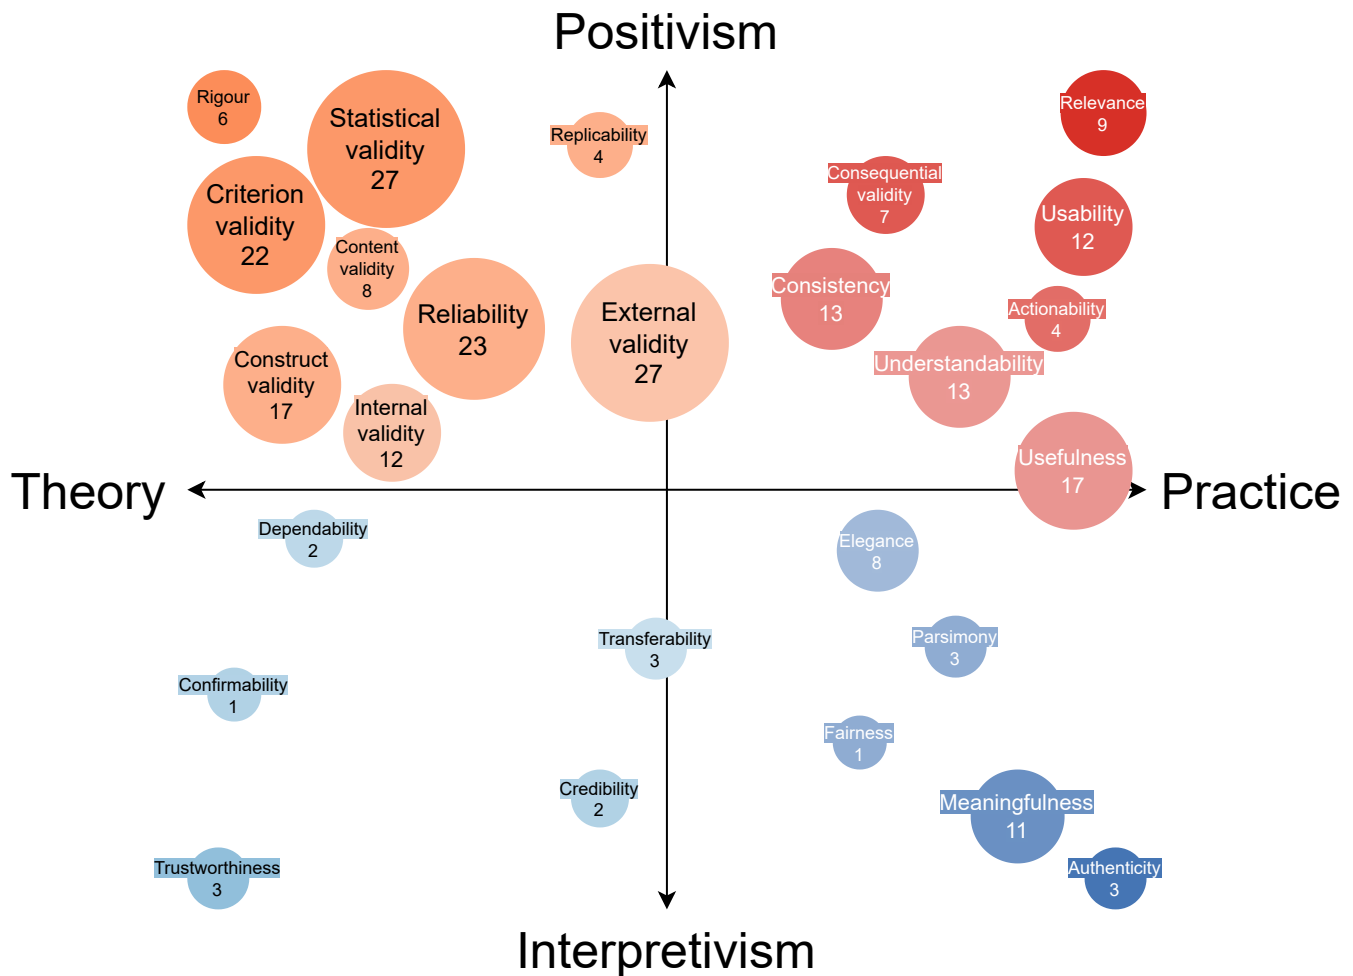 Positivism
Rigour
6
Statistical
validity
27
Replicability
4
Relevance
9
Consequential
validity
7
Criterion
validity
22
Usability
12
Content
validity
8
Consistency
13
Reliability
23
External
validity
27
Actionability
4
Understandability
13
Construct
validity
17
Internal
validity
12
Usefulness
17
Theory
Practice
Dependability
2
Elegance
8
Transferability
3
Parsimony
3
Confirmability
1
Fairness
1
Credibility
2
Meaningfulness
11
Trustworthiness
3
Authenticity
3
Interpretivism